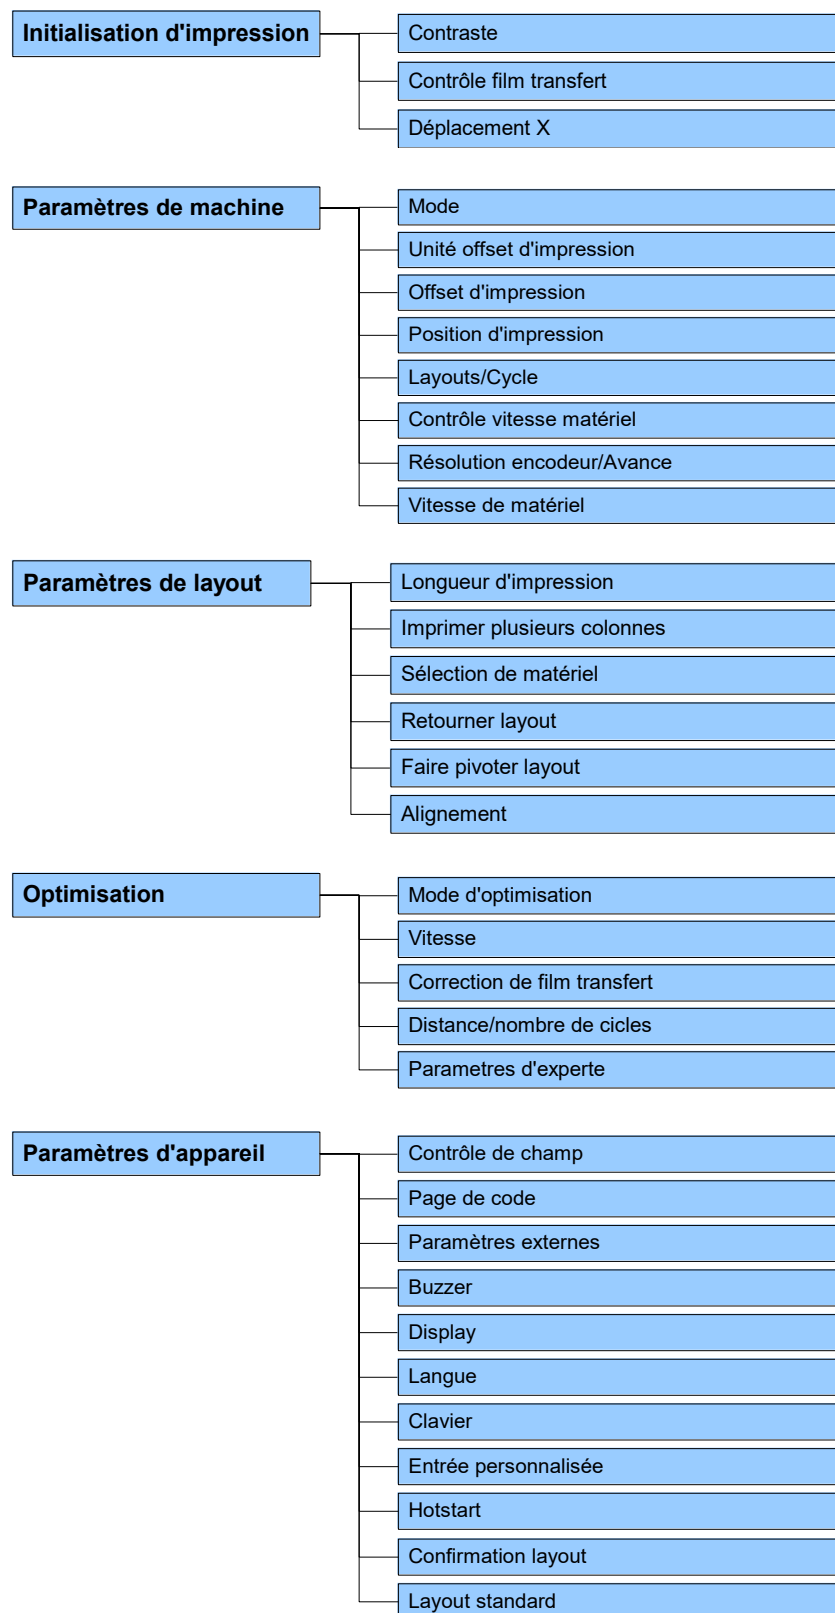 Initialisation d'impression
Contraste
Contrôle film transfert
Déplacement X
Paramètres de machine
Mode
Unité offset d'impression
Offset d'impression
Position d'impression
Layouts/Cycle
Contrôle vitesse matériel
Résolution encodeur/Avance
Vitesse de matériel
Paramètres de layout
Longueur d'impression
Imprimer plusieurs colonnes
Sélection de matériel
Retourner layout
Faire pivoter layout
Alignement
Optimisation
Mode d'optimisation
Vitesse
Correction de film transfert
Distance/nombre de cicles
Parametres d'experte
Paramètres d'appareil
Contrôle de champ
Page de code
Paramètres externes
Buzzer
Display
Langue
Clavier
Entrée personnalisée
Hotstart
Confirmation layout
Layout standard